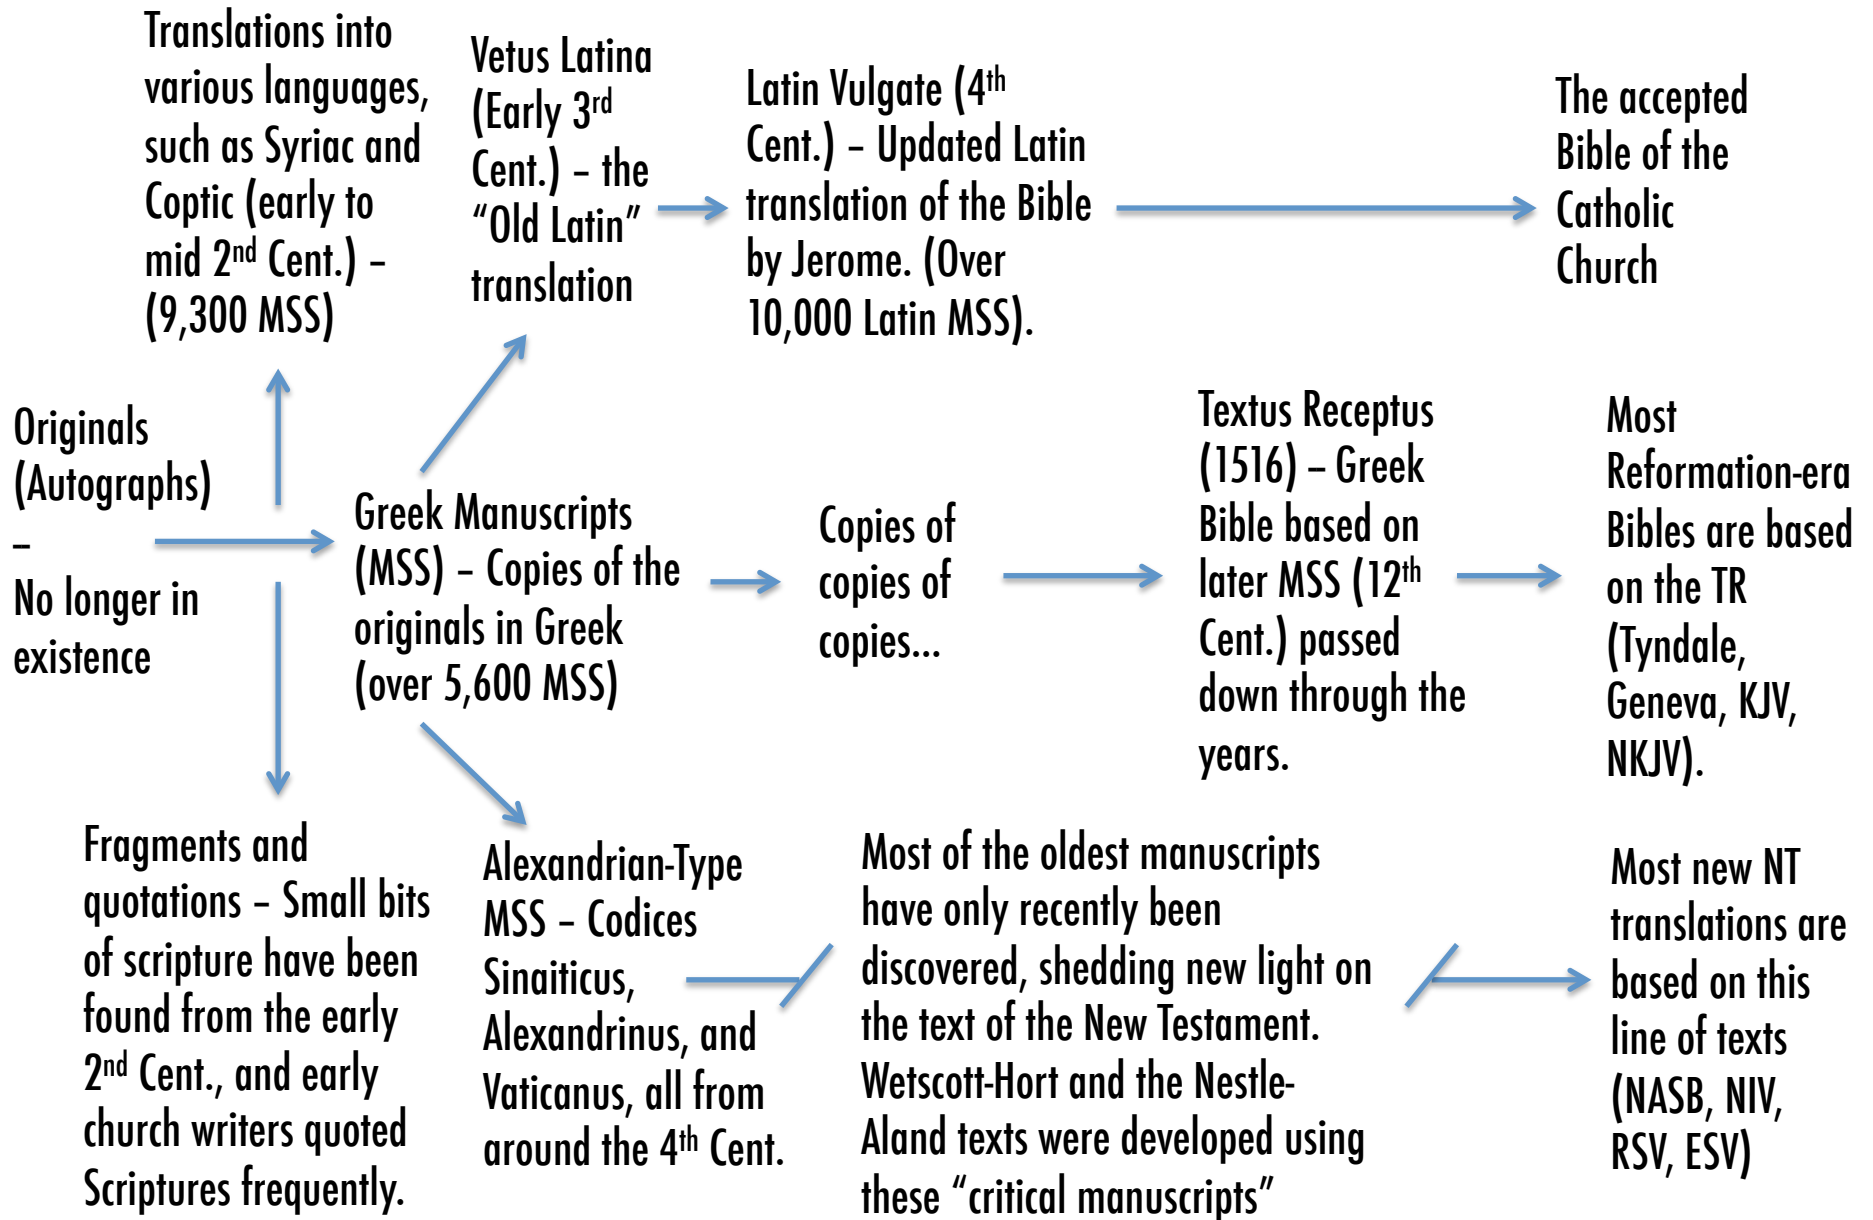 Translations into
various languages,
such as Syriac and
Coptic (early to
mid 2nd Cent.) –
(9,300 MSS)
Vetus Latina
(Early 3rd
Cent.) – the
“Old Latin”
translation
Latin Vulgate (4th
Cent.) – Updated Latin
translation of the Bible
by Jerome. (Over
10,000 Latin MSS).
The accepted
Bible of the
Catholic
Church
Originals
(Autographs)
–
No longer in
existence
Greek Manuscripts
(MSS) – Copies of the
originals in Greek
(over 5,600 MSS)
Copies of
copies of
copies...
Textus Receptus
(1516) – Greek
Bible based on
later MSS (12th
Cent.) passed
down through the
years.
Most
Reformation-era
Bibles are based
on the TR
(Tyndale,
Geneva, KJV,
NKJV).
Fragments and
quotations – Small bits
of scripture have been
found from the early
2nd Cent., and early
church writers quoted
Scriptures frequently.
Alexandrian-Type
MSS – Codices
Sinaiticus,
Alexandrinus, and
Vaticanus, all from
around the 4th Cent.
Most of the oldest manuscripts
have only recently been
discovered, shedding new light on
the text of the New Testament.
Wetscott-Hort and the Nestle-
Aland texts were developed using
these “critical manuscripts”
Most new NT
translations are
based on this
line of texts
(NASB, NIV,
RSV, ESV)